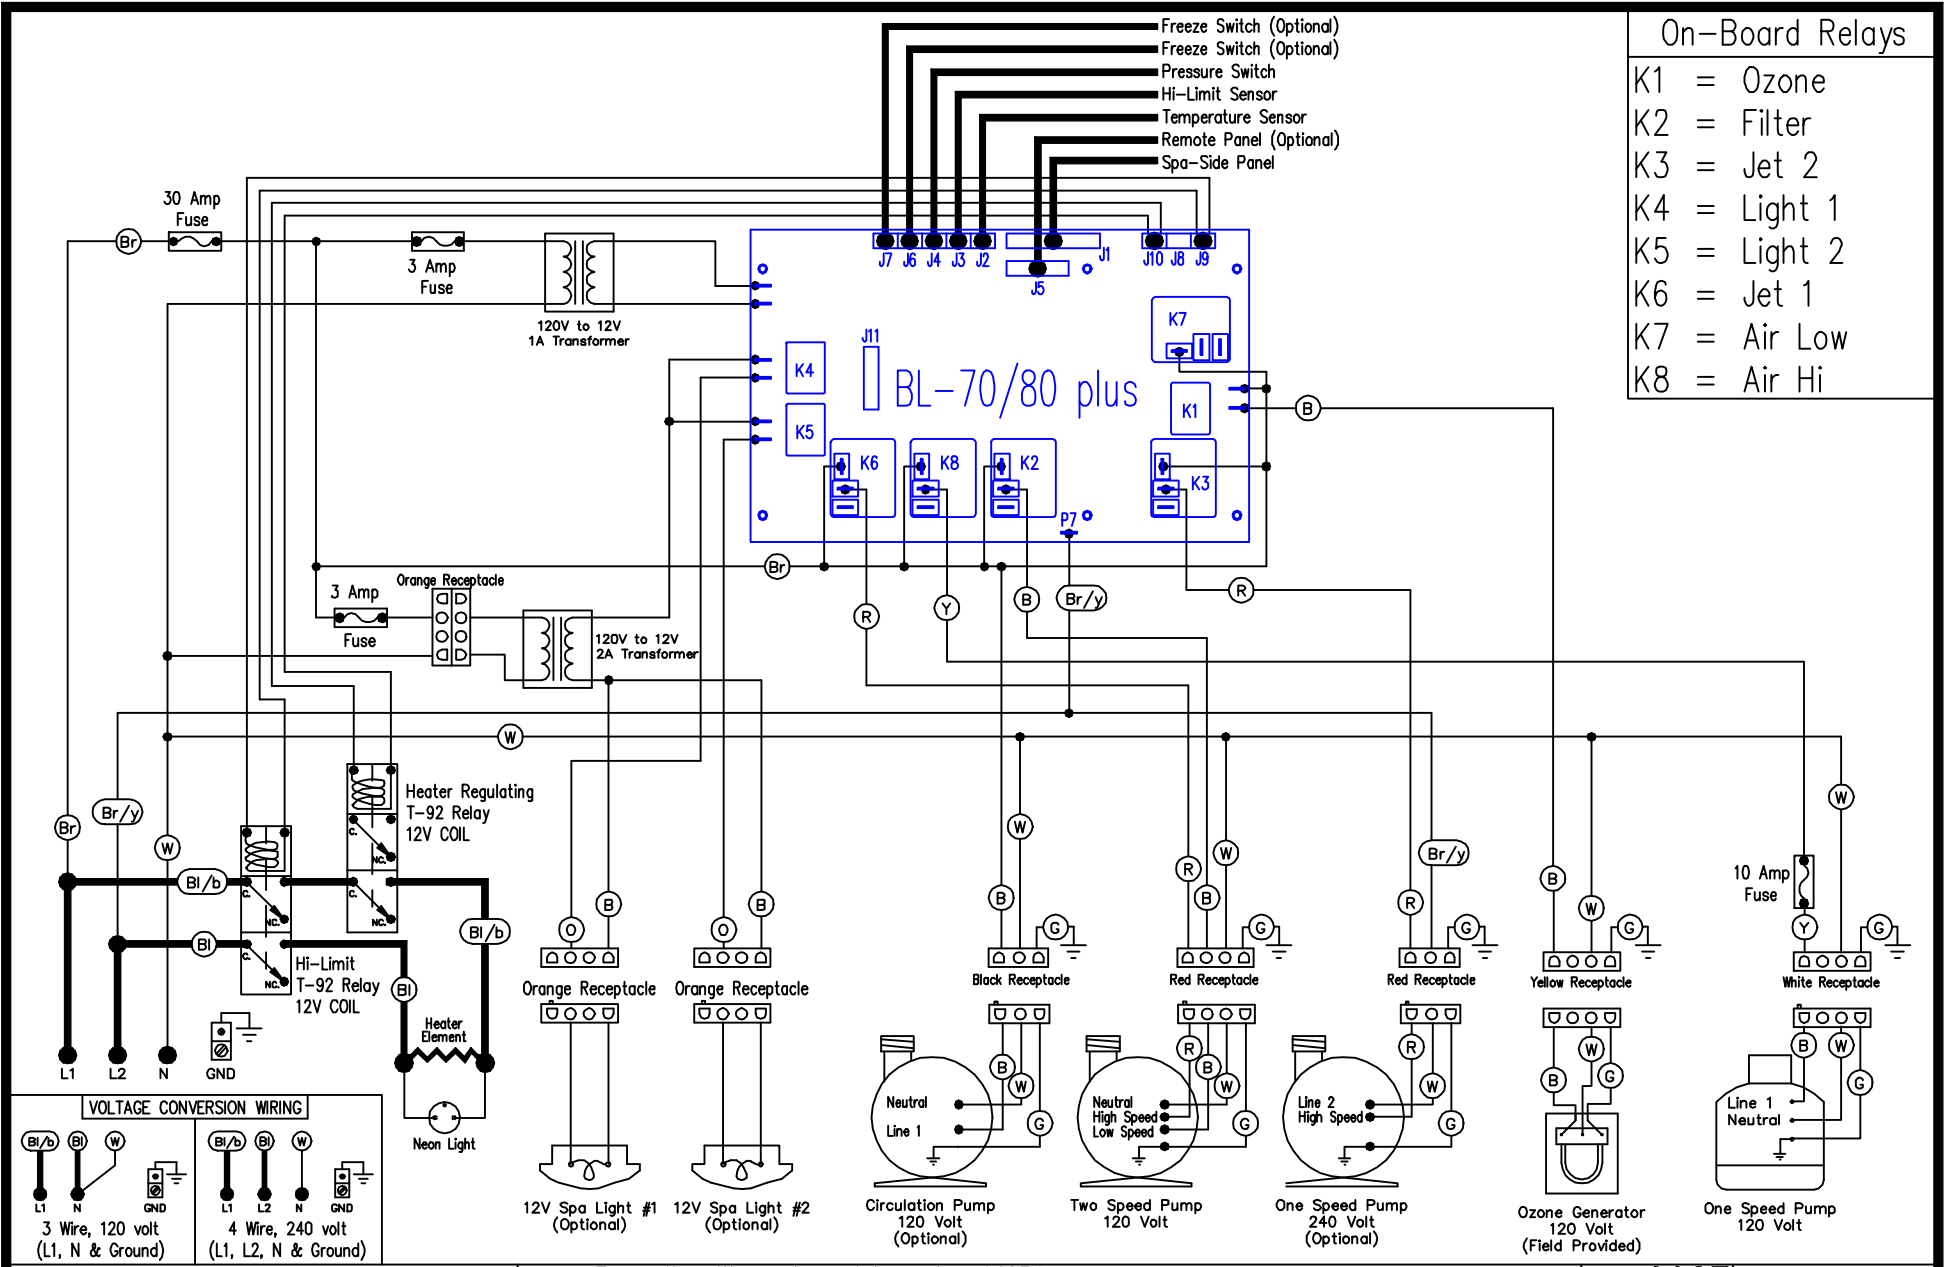 Freeze Switch (Optional)
Freeze Switch (Optional)
Pressure Switch
Hi-Limit Sensor
Temperature Sensor
Remote Panel (Optional)
Spa-Side Panel
On-Board Relays
K1 = Ozone
K2 = Filter
K3 = Jet 2
K4 = Light 1
K5 = Light 2
K6 = Jet 1
K7 = Air Low
K8 = Air Hi
30 Amp
Fuse
Br
3 Amp
Fuse
120V to 12V
1A Transformer
J7 J6 J4 J3 J2
J1
J5
J10 J8 J9
J11
K7
K4
BL-70/80 plus
K1
B
K5
K6
K8
K2
K3
P7
Br
Orange Receptacle
3 Amp
Fuse
120V to 12V
2A Transformer
R
Y
B
Br/y
R
W
Heater Regulating
T-92 Relay
12V COIL
C.
NC.
C.
NC.
Br
Br/y
W
Bl/b
C.
NC.
Bl
C.
NC.
Hi-Limit
T-92 Relay
12V COIL
Bl/b
Bl
Heater
Element
Neon Light
L1 L2 N GND
O
B
O
B
B
W
G
R
B
W
G
R
Br/y
G
B
W
G
10 Amp
Fuse
Y
W
G
Orange Receptacle
Orange Receptacle
Black Receptacle
Red Receptacle
Red Receptacle
Yellow Receptacle
White Receptacle
B
W
G
R
B
W
G
R
W
G
B
W
G
B
W
G
Neutral
Line 1
Neutral
High Speed
Low Speed
Line 2
High Speed
Line 1
Neutral
12V Spa Light #1
(Optional)
12V Spa Light #2
(Optional)
Circulation Pump
120 Volt
(Optional)
Two Speed Pump
120 Volt
One Speed Pump
240 Volt
(Optional)
Ozone Generator
120 Volt
(Field Provided)
One Speed Pump
120 Volt
VOLTAGE CONVERSION WIRING
Bl/b Bl W
L1 N GND
3 Wire, 120 volt
(L1, N & Ground)
Bl/b Bl W
L1 L2 N GND
4 Wire, 240 volt
(L1, L2, N & Ground)